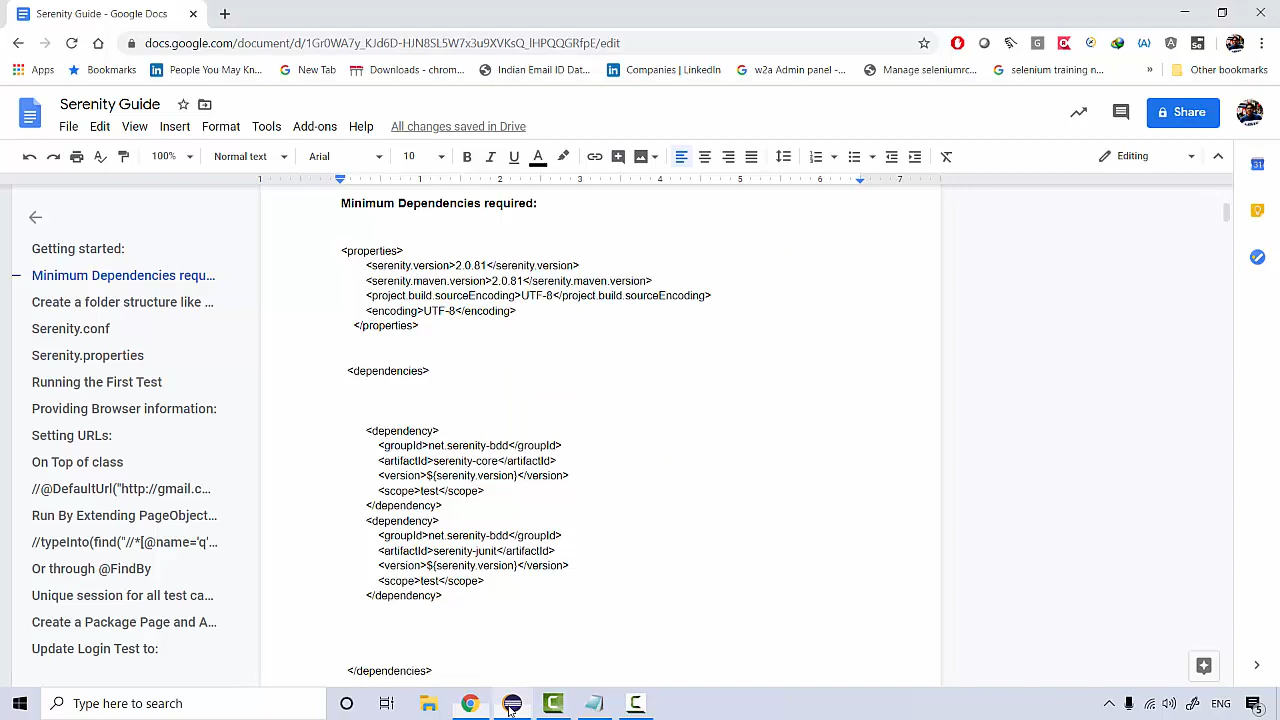 Serenity Guide - Google Docs
docs.google.com/document/d/1Gr0WA7y_KJd6D-HJN8SL5W7x3u9XVKsQ_lHPQQGRfpE/edit
Apps Bookmarks People You May Kn... New Tab Downloads - chrom... Indian Email ID Dat... Companies | LinkedIn w2a Admin panel -... Manage seleniumrc... selenium training n... » Other bookmarks
Serenity Guide
Share
File Edit View Insert Format Tools Add-ons Help All changes saved in Drive
100% Normal text Arial 10 B I U A Editing
1 1 2 3 4 5 6 7
Getting started:
Minimum Dependencies requ...
Create a folder structure like ...
Serenity.conf
Serenity.properties
Running the First Test
Providing Browser information:
Setting URLs:
On Top of class
//@DefaultUrl("http://gmail.c...
Run By Extending PageObject...
//typeInto(find("//*[@name='q'...
Or through @FindBy
Unique session for all test ca...
Create a Package Page and A...
Update Login Test to:
Minimum Dependencies required:
<properties>
<serenity.version>2.0.81</serenity.version>
<serenity.maven.version>2.0.81</serenity.maven.version>
<project.build.sourceEncoding>UTF-8</project.build.sourceEncoding>
<encoding>UTF-8</encoding>
</properties>
<dependencies>
<dependency>
<groupId>net.serenity-bdd</groupId>
<artifactId>serenity-core</artifactId>
<version>${serenity.version}</version>
<scope>test</scope>
</dependency>
<dependency>
<groupId>net.serenity-bdd</groupId>
<artifactId>serenity-junit</artifactId>
<version>${serenity.version}</version>
<scope>test</scope>
</dependency>
</dependencies>
Type here to search
ENG
5